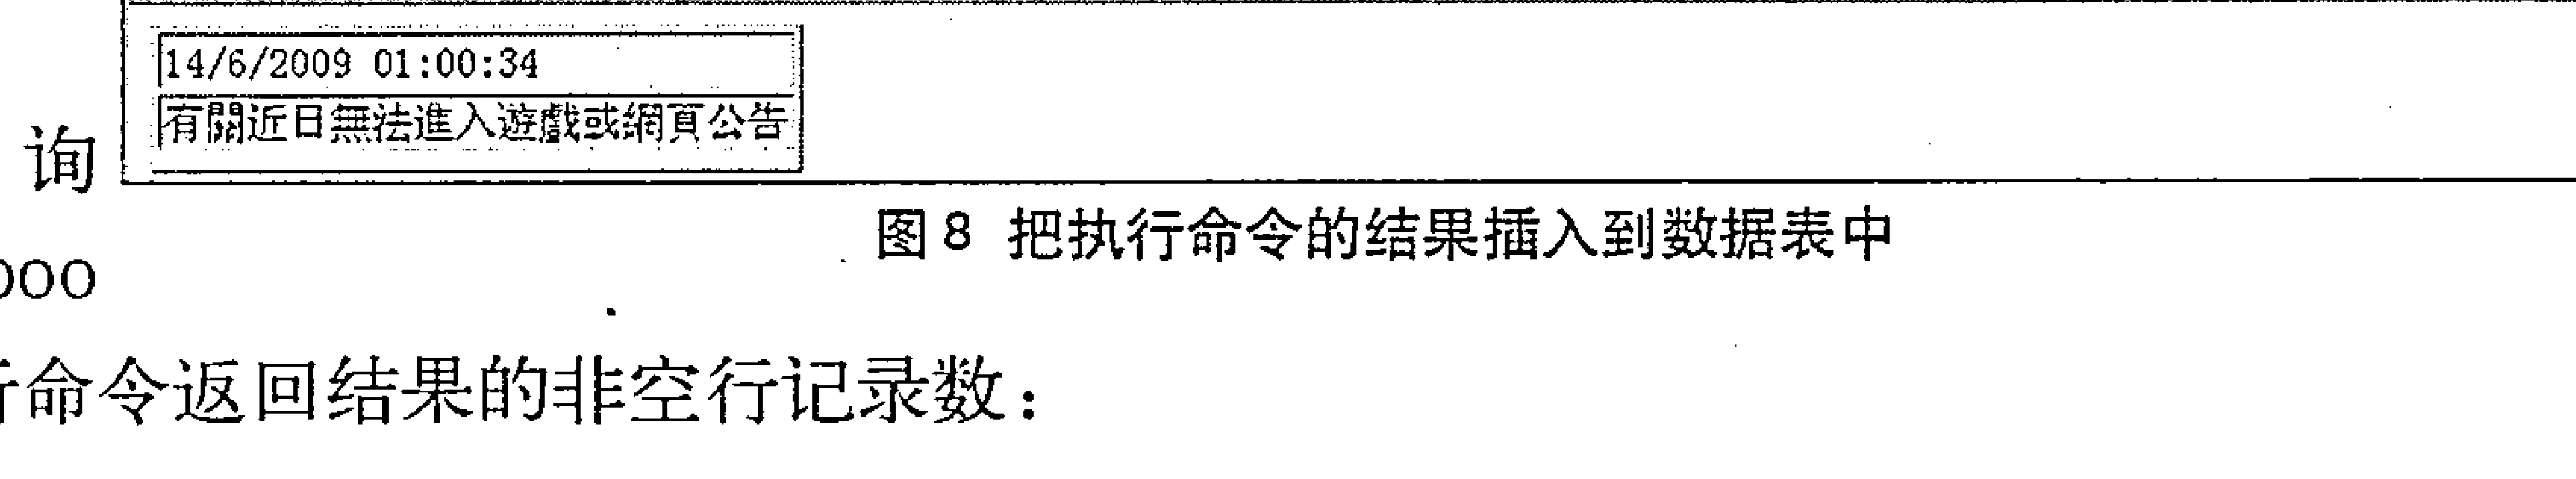 14/6/2009 01:00:34
有關近日無法進入遊戲或網頁公告
询
图8 把执行命令的结果插入到数据表中
000
行命令返回结果的非空行记录数：